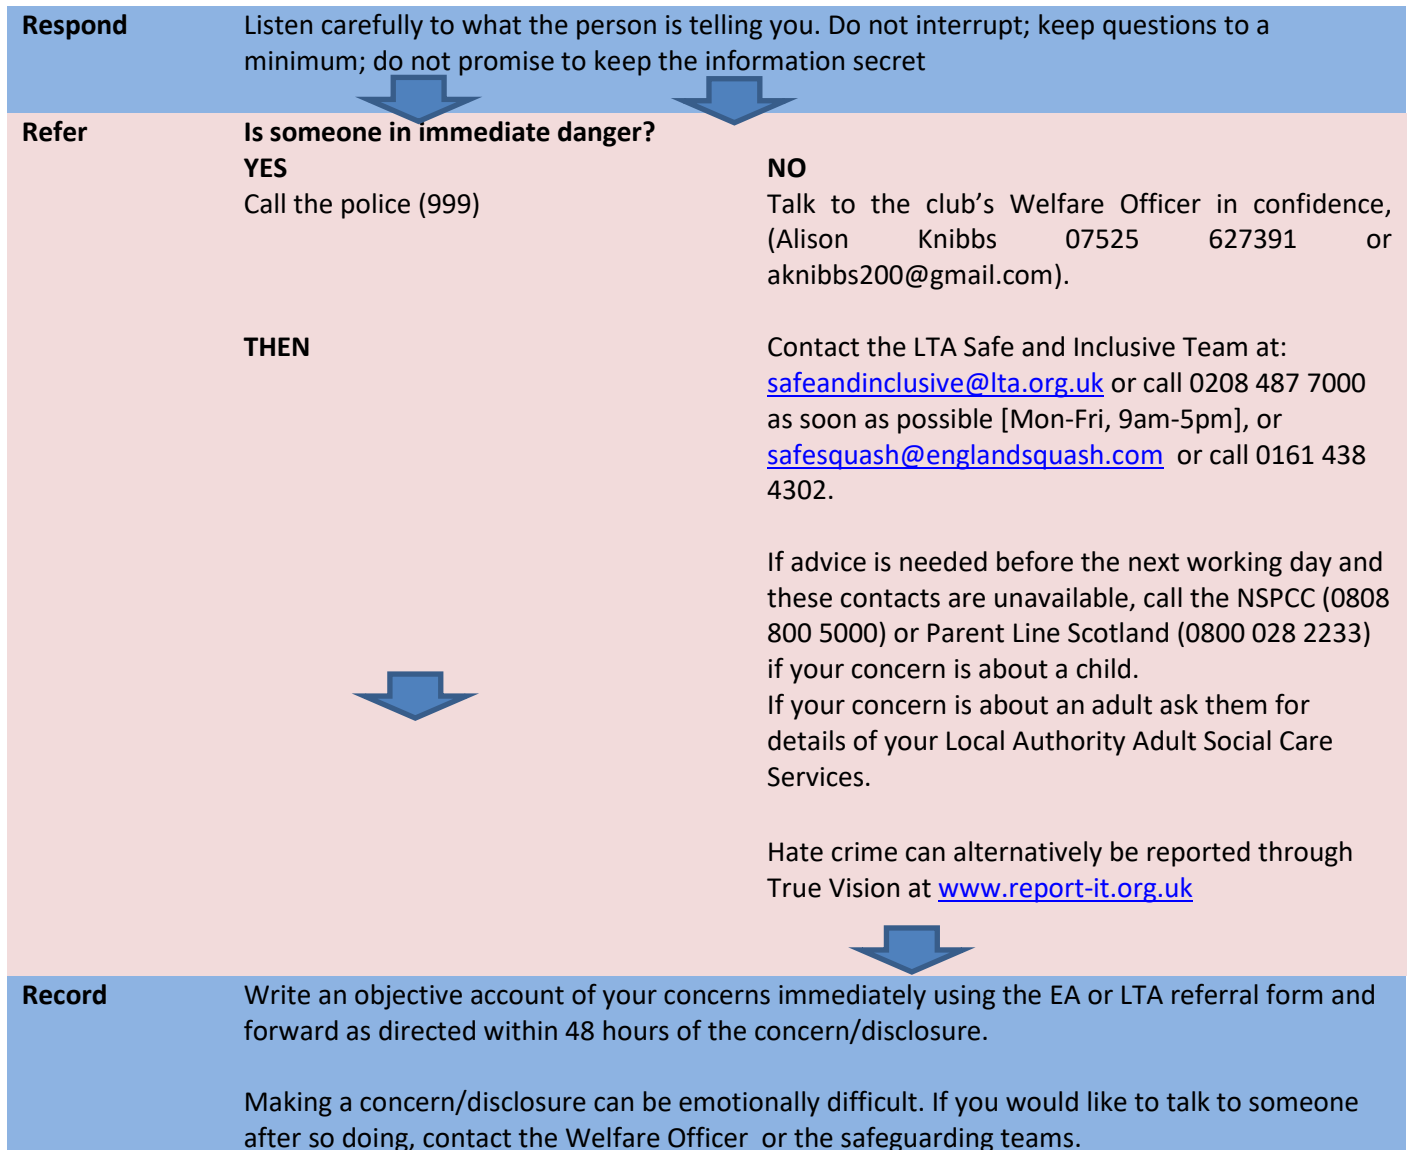 Respond
Listen carefully to what the person is telling you. Do not interrupt; keep questions to a
minimum; do not promise to keep the information secret
Refer
Is someone in immediate danger?
YES
Call the police (999)
NO
Talk to the club’s Welfare Officer in confidence,
(Alison Knibbs 07525 627391 or
aknibbs200@gmail.com).
THEN
Contact the LTA Safe and Inclusive Team at:
safeandinclusive@lta.org.uk or call 0208 487 7000
as soon as possible [Mon-Fri, 9am-5pm], or
safesquash@englandsquash.com or call 0161 438
4302.
If advice is needed before the next working day and
these contacts are unavailable, call the NSPCC (0808
800 5000) or Parent Line Scotland (0800 028 2233)
if your concern is about a child.
If your concern is about an adult ask them for
details of your Local Authority Adult Social Care
Services.
Hate crime can alternatively be reported through
True Vision at www.report-it.org.uk
Record
Write an objective account of your concerns immediately using the EA or LTA referral form and
forward as directed within 48 hours of the concern/disclosure.
Making a concern/disclosure can be emotionally difficult. If you would like to talk to someone
after so doing, contact the Welfare Officer or the safeguarding teams.